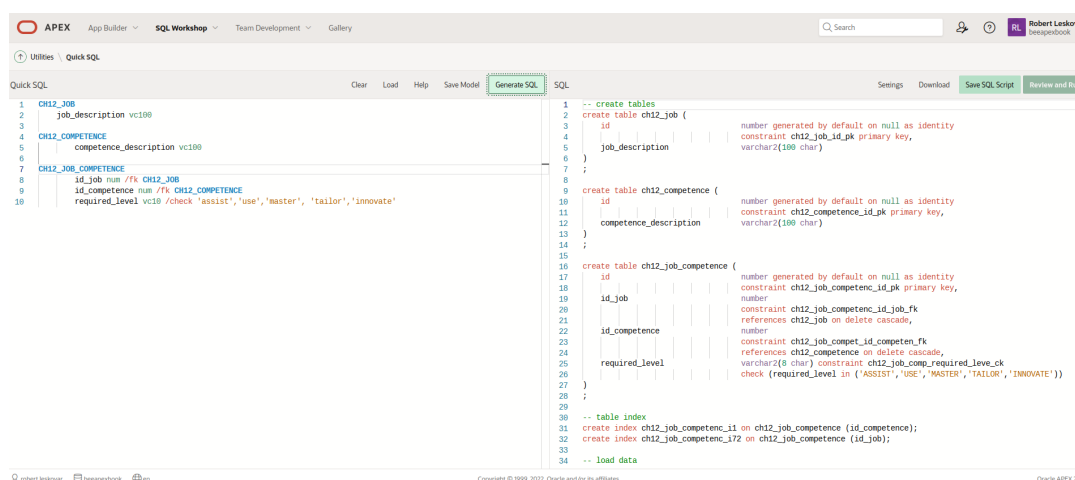 APEX App Builder SQL Workshop Team Development Gallery Search RL Robert
beeapexbook
Utilities \ Quick SQL
Quick SQL Clear Load Help Save Model Generate SQL SQL Settings Download Save SQL Script Review and
1 CH12_JOB
2 job_description vc100
3
4 CH12_COMPETENCE
5 competence_description vc100
6
7 CH12_JOB_COMPETENCE
8 id_job num /fk CH12_JOB
9 id_competence num /fk CH12_COMPETENCE
10 required_level vc10 /check 'assist','use','master', 'tailor','innovate'
1 -- create tables
2 create table ch12_job (
3 id number generated by default on null as identity
4 constraint ch12_job_id_pk primary key,
5 job_description varchar2(100 char)
6 )
7 ;
8
9 create table ch12_competence (
10 id number generated by default on null as identity
11 constraint ch12_competence_id_pk primary key,
12 competence_description varchar2(100 char)
13 )
14 ;
15
16 create table ch12_job_competence (
17 id number generated by default on null as identity
18 constraint ch12_job_competenc_id_pk primary key,
19 id_job number
20 constraint ch12_job_competenc_id_job_fk
21 references ch12_job on delete cascade,
22 id_competence number
23 constraint ch12_job_compet_id_competen_fk
24 references ch12_competence on delete cascade,
25 required_level varchar2(8 char) constraint ch12_job_comp_required_leve_ck
26 check (required_level in ('ASSIST','USE','MASTER','TAILOR','INNOVATE'))
27 )
28 ;
29
30 -- table index
31 create index ch12_job_competenc_i1 on ch12_job_competence (id_competence);
32 create index ch12_job_competenc_i72 on ch12_job_competence (id_job);
33
34 -- load data
robert leskovar beeapexbook en Copyright © 1999, 2022, Oracle and/or its affiliates. Oracle APEX